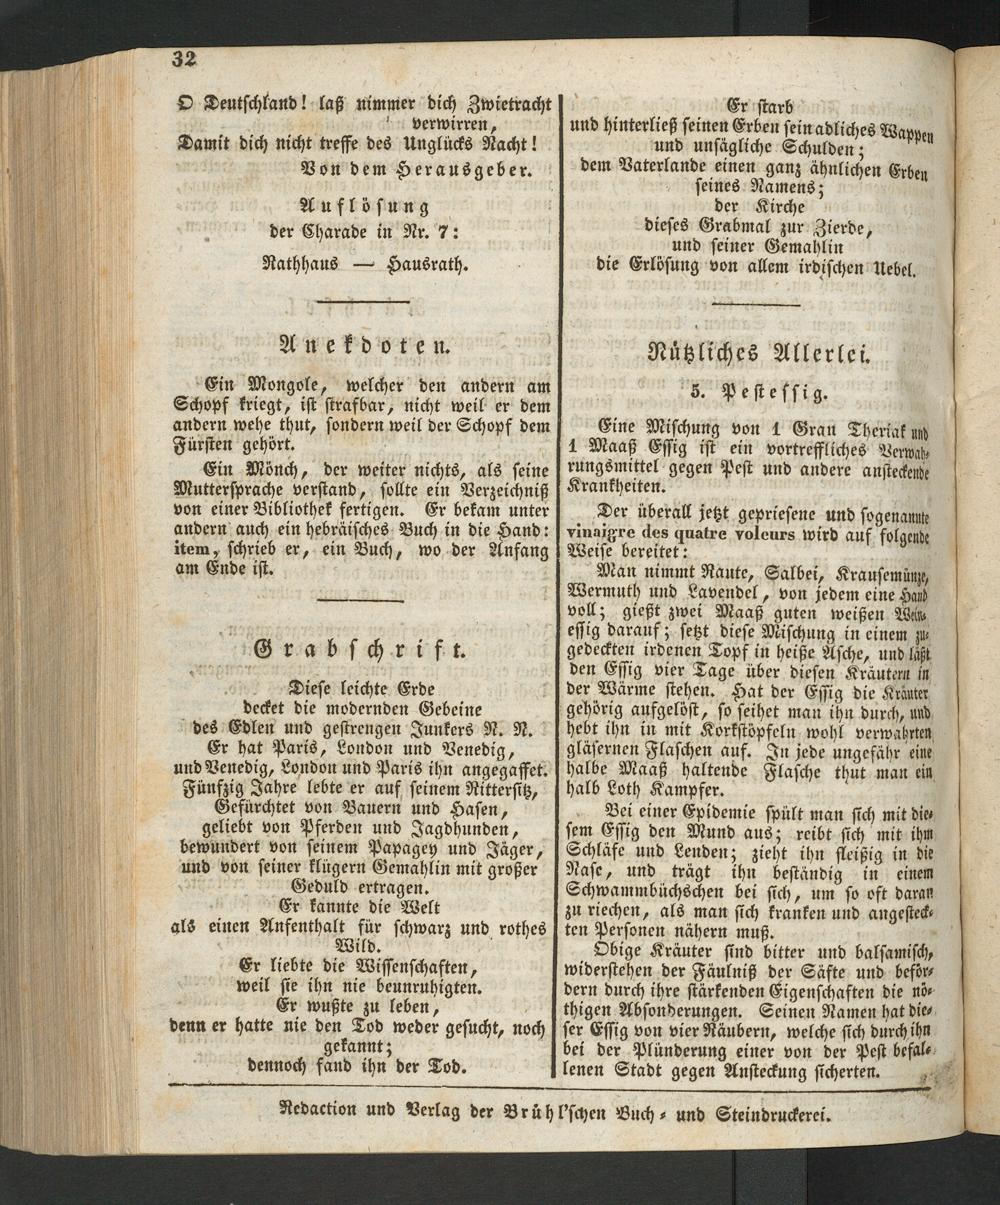 32
O Deutschland! laß nimmer dich Zwietracht
verwirren,
Damit dich nicht treffe des Unglücks Nacht!
Von dem Herausgeber.
Auflösung
der Charade in Nr. 7:
Rathhaus — Hausrath.
Anekdoten.
Ein Mongole, welcher den andern am
Schopf kriegt, ist strafbar, nicht weil er dem
andern wehe thut, sondern weil der Schopf dem
Fürsten gehört.
Ein Mönch, der weiter nichts, als seine
Muttersprache verstand, sollte ein Verzeichniß
von einer Bibliothek fertigen. Er bekam unter
andern auch ein hebräisches Buch in die Hand:
item, schrieb er, ein Buch, wo der Anfang
am Ende ist.
Grabschrift.
Diese leichte Erde
decket die modernden Gebeine
des Edlen und gestrengen Junkers N. N.
Er hat Paris, London und Venedig,
und Venedig, London und Paris ihn angegaffet.
Fünfzig Jahre lebte er auf seinem Rittersitz,
Gefürchtet von Bauern und Hasen,
geliebt von Pferden und Jagdhunden,
bewundert von seinem Papagey und Jäger,
und von seiner klügern Gemahlin mit großer
Geduld ertragen.
Er kannte die Welt
als einen Anfenthalt für schwarz und rothes
Wild.
Er liebte die Wissenschaften,
weil sie ihn nie beunruhigten.
Er wußte zu leben,
denn er hatte nie den Tod weder gesucht, noch
gekannt;
dennoch fand ihn der Tod.
Er starb
und hinterließ seinen Erben sein adliches Wappen
und unsägliche Schulden;
dem Vaterlande einen ganz ähnlichen Erben
seines Namens;
der Kirche
dieses Grabmal zur Zierde,
und seiner Gemahlin
die Erlösung von allem irdischen Uebel.
Nützliches Allerlei.
5. Pestessig.
Eine Mischung von 1 Gran Theriak und
1 Maaß Essig ist ein vortreffliches Verwah-
rungsmittel gegen Pest und andere ansteckende
Krankheiten.
Der überall jetzt gepriesene und sogenannte
vinaigre des quatre voleurs wird auf folgende
Weise bereitet:
Man nimmt Raute, Salbei, Krausemünze,
Wermuth und Lavendel, von jedem eine Hand
voll; gießt zwei Maaß guten weißen Wein-
essig darauf; setzt diese Mischung in einem zu-
gedeckten irdenen Topf in heiße Asche, und läßt
den Essig vier Tage über diesen Kräutern in
der Wärme stehen. Hat der Essig die Kräuter
gehörig aufgelöst, so seihet man ihn durch, und
hebt ihn in mit Korkstöpfeln wohl verwahrten
gläsernen Flaschen auf. In jede ungefähr eine
halbe Maaß haltende Flasche thut man ein
halb Loth Kampfer.
Bei einer Epidemie spült man sich mit die-
sem Essig den Mund aus; reibt sich mit ihm
Schläfe und Lenden; zieht ihn fleißig in die
Nase, und trägt ihn beständig in einem
Schwammbüchschen bei sich, um so oft daran
zu riechen, als man sich kranken und angesteck-
ten Personen nähern muß.
Obige Kräuter sind bitter und balsamisch,
widerstehen der Fäulniß der Säfte und beför-
dern durch ihre stärkenden Eigenschaften die nö-
thigen Absonderungen. Seinen Namen hat die-
ser Essig von vier Räubern, welche sich durch ihn
bei der Plünderung einer von der Pest befal-
lenen Stadt gegen Ansteckung sicherten.
Redaction und Verlag der Brühl'schen Buch- und Steindruckerei.